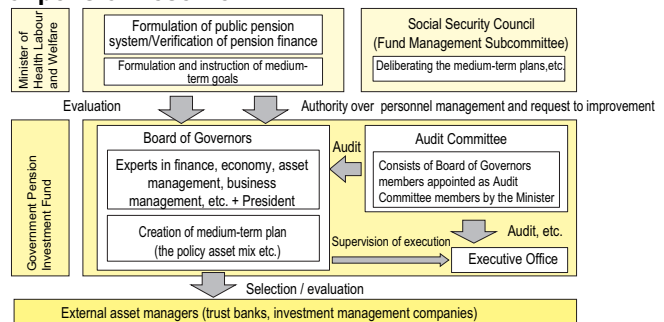 Minister of
Health Labour
and Welfare
Formulation of public pension
system/Verification of pension finance
Formulation and instruction of medium-
term goals
Social Security Council
(Fund Management Subcommittee)
Deliberating the medium-term plans,etc.
Evaluation
Authority over personnel management and request to improvement
Government Pension
Investment Fund
Board of Governors
Experts in finance, economy, asset
management, business
management, etc. + President
Creation of medium-term plan
(the policy asset mix etc.)
Audit
Audit Committee
Consists of Board of Governors
members appointed as Audit
Committee members by the Minister
Audit, etc.
Supervision of execution
Executive Office
Selection / evaluation
External asset managers (trust banks, investment management companies)